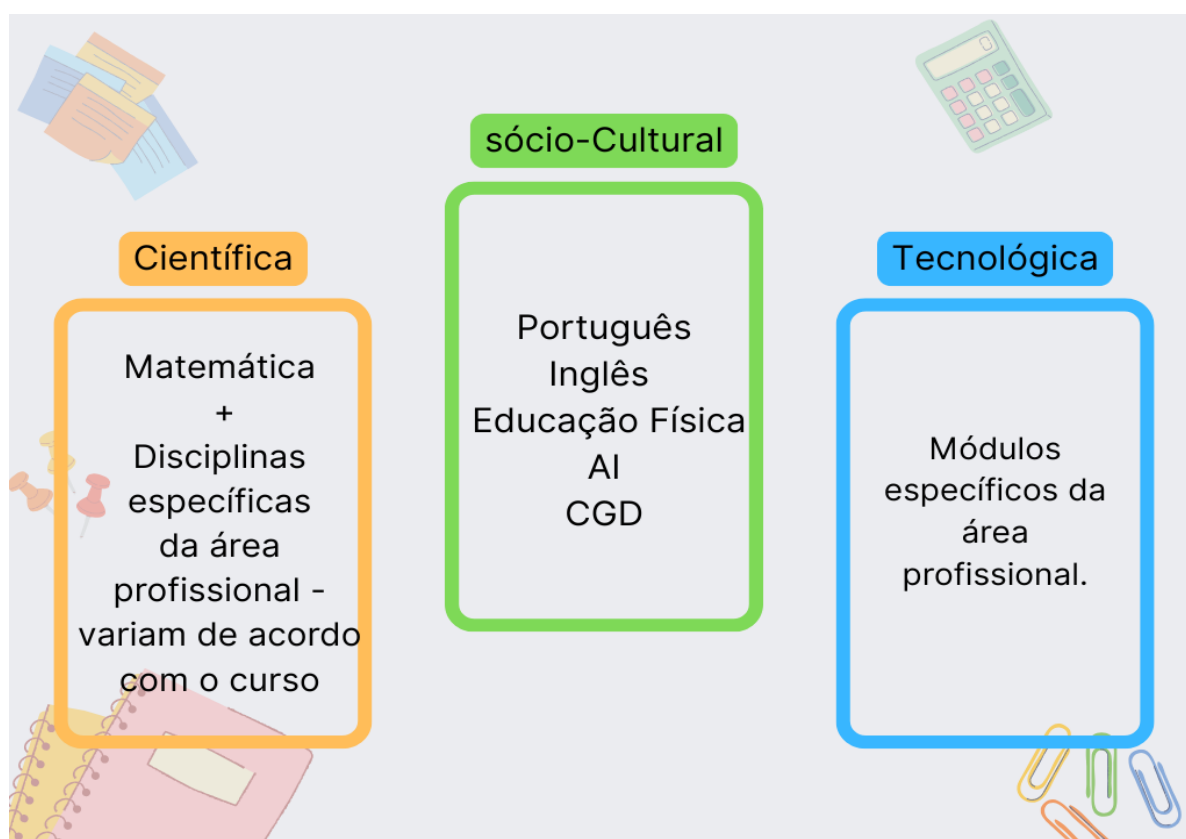 sócio-Cultural
Português
Inglês
Educação Física
AI
CGD
Científica
Matemática
+
Disciplinas
específicas
da área
profissional -
variam de acordo
com o curso
Tecnológica
Módulos
específicos da
área
profissional.